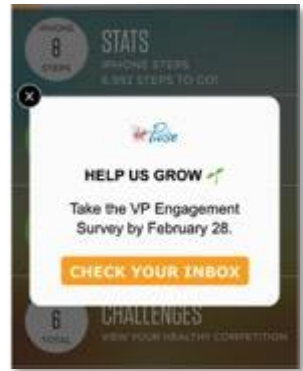 IPHONE
8
STEPS
STATS
IPHONE STEPS
6,992 STEPS TO GO!
X
HELP US GROW
Take the VP Engagement
Survey by February 28.
CHECK YOUR INBOX
6
TOTAL
CHALLENGES
VIEW YOUR HEALTHY COMPETITION